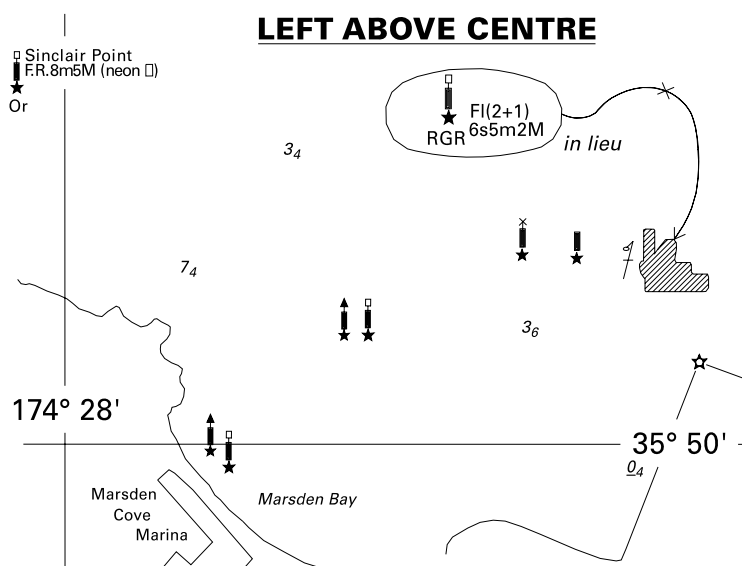 LEFT ABOVE CENTRE
Sinclair Point
F.R.8m5M (neon ▯)
Or
Fl(2+1)
6s5m2M
RGR
in lieu
3₄
7₄
3₆
174° 28'
35° 50'
0₄
Marsden
Cove
Marina
Marsden Bay